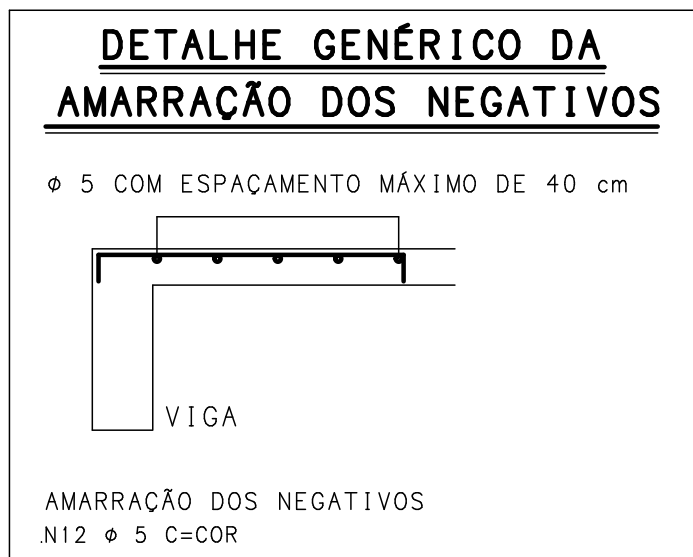 DETALHE GENÉRICO DA
AMARRAÇÃO DOS NEGATIVOS
φ 5 COM ESPAÇAMENTO MÁXIMO DE 40 cm
VIGA
AMARRAÇÃO DOS NEGATIVOS
.N12 φ 5 C=COR